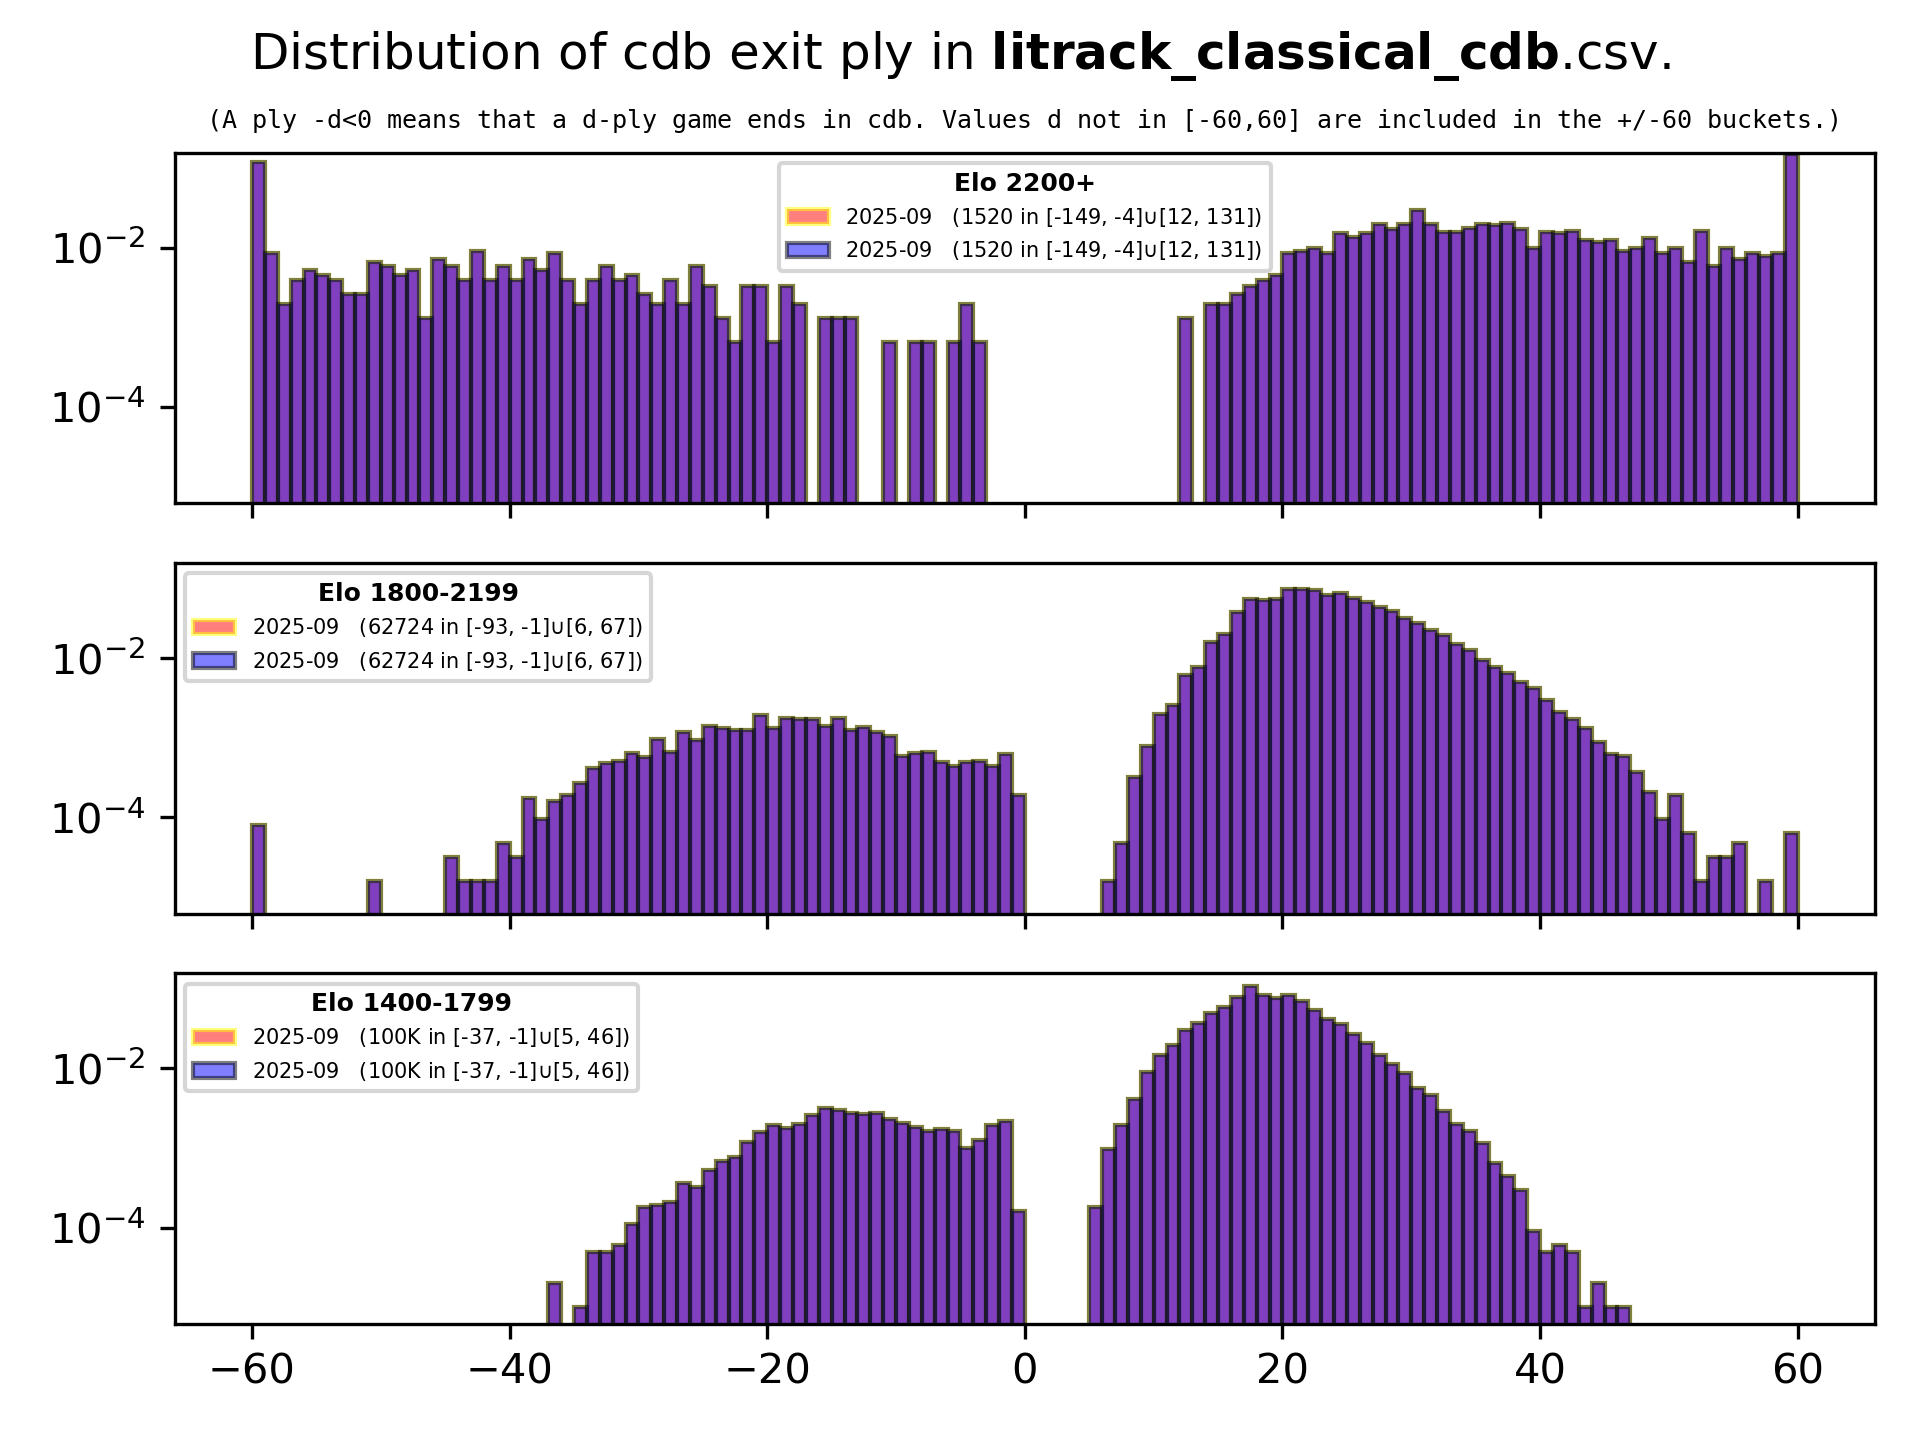 Distribution of cdb exit ply in litrack_classical_cdb.csv.
(A ply -d<0 means that a d-ply game ends in cdb. Values d not in [-60,60] are included in the +/-60 buckets.)
Elo 2200+
2025-09 (1520 in [-149, -4]∪[12, 131])
2025-09 (1520 in [-149, -4]∪[12, 131])
10⁻²
10⁻⁴
Elo 1800-2199
2025-09 (62724 in [-93, -1]∪[6, 67])
2025-09 (62724 in [-93, -1]∪[6, 67])
10⁻²
10⁻⁴
Elo 1400-1799
2025-09 (100K in [-37, -1]∪[5, 46])
2025-09 (100K in [-37, -1]∪[5, 46])
10⁻²
10⁻⁴
−60 −40 −20 0 20 40 60